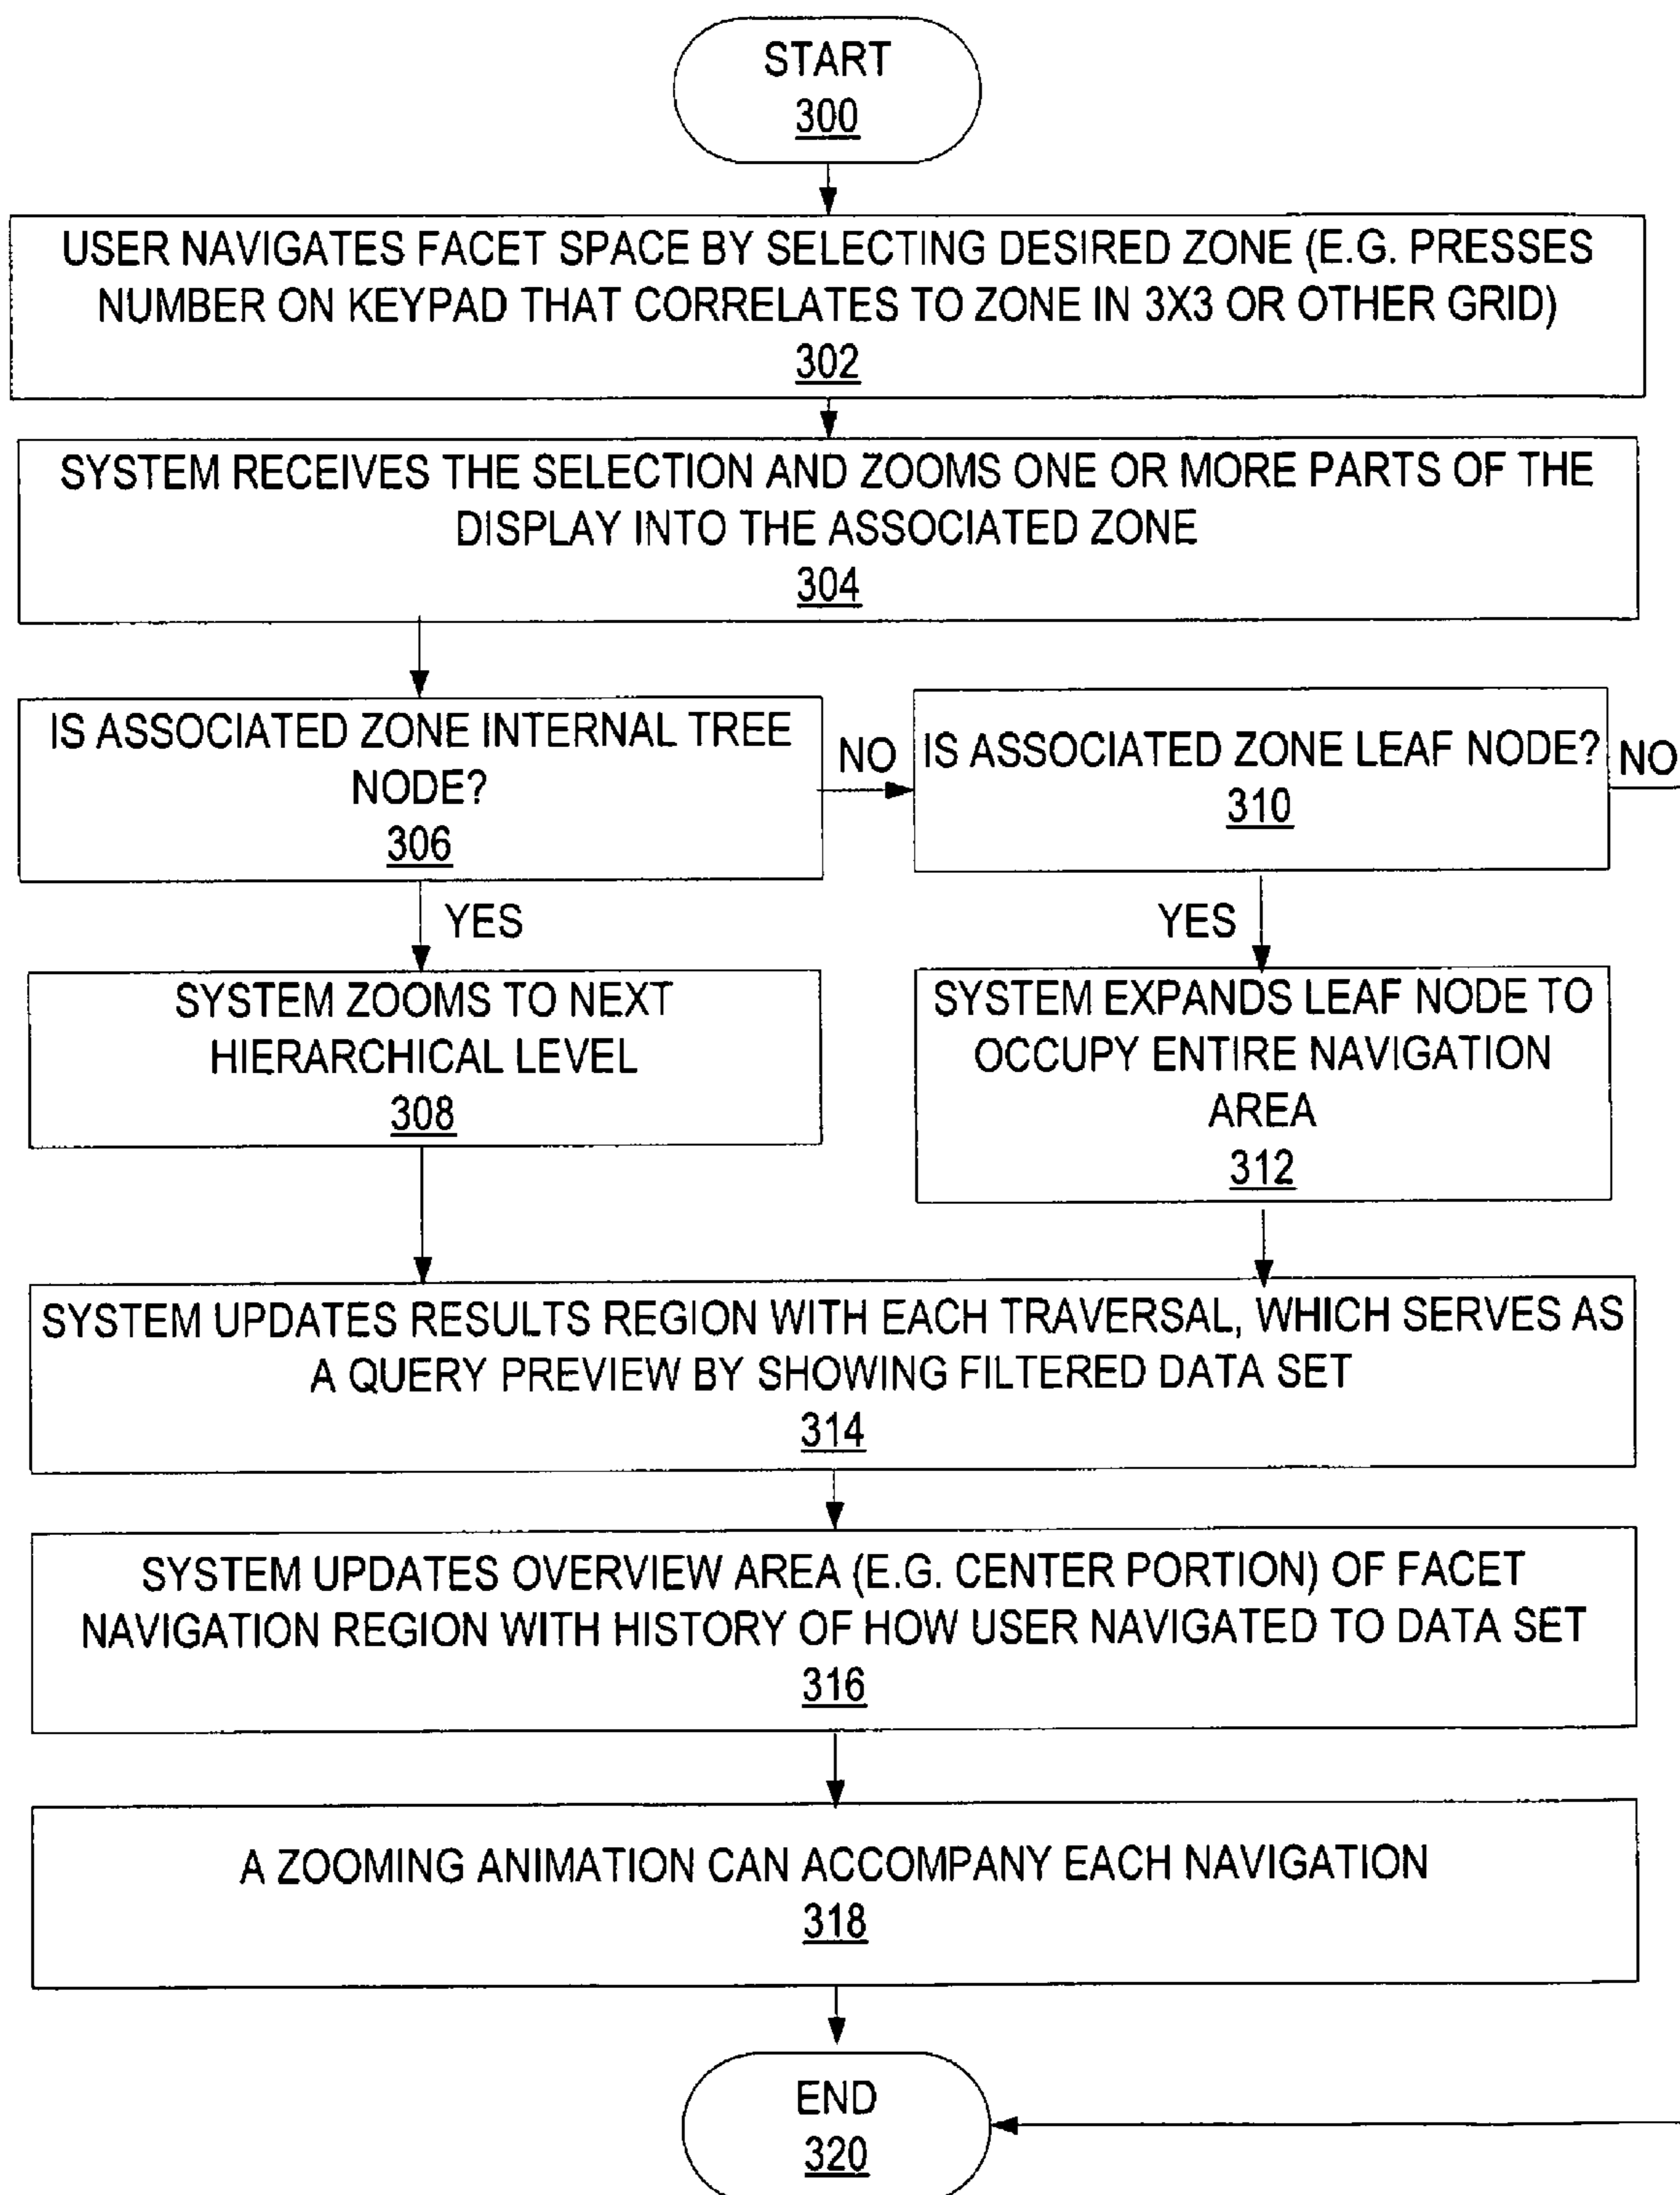 START
300
USER NAVIGATES FACET SPACE BY SELECTING DESIRED ZONE (E.G. PRESSES
NUMBER ON KEYPAD THAT CORRELATES TO ZONE IN 3X3 OR OTHER GRID)
302
SYSTEM RECEIVES THE SELECTION AND ZOOMS ONE OR MORE PARTS OF THE
DISPLAY INTO THE ASSOCIATED ZONE
304
IS ASSOCIATED ZONE INTERNAL TREE
NODE?
306
NO
IS ASSOCIATED ZONE LEAF NODE?
310
NO
YES
YES
SYSTEM ZOOMS TO NEXT
HIERARCHICAL LEVEL
308
SYSTEM EXPANDS LEAF NODE TO
OCCUPY ENTIRE NAVIGATION
AREA
312
SYSTEM UPDATES RESULTS REGION WITH EACH TRAVERSAL, WHICH SERVES AS
A QUERY PREVIEW BY SHOWING FILTERED DATA SET
314
SYSTEM UPDATES OVERVIEW AREA (E.G. CENTER PORTION) OF FACET
NAVIGATION REGION WITH HISTORY OF HOW USER NAVIGATED TO DATA SET
316
A ZOOMING ANIMATION CAN ACCOMPANY EACH NAVIGATION
318
END
320